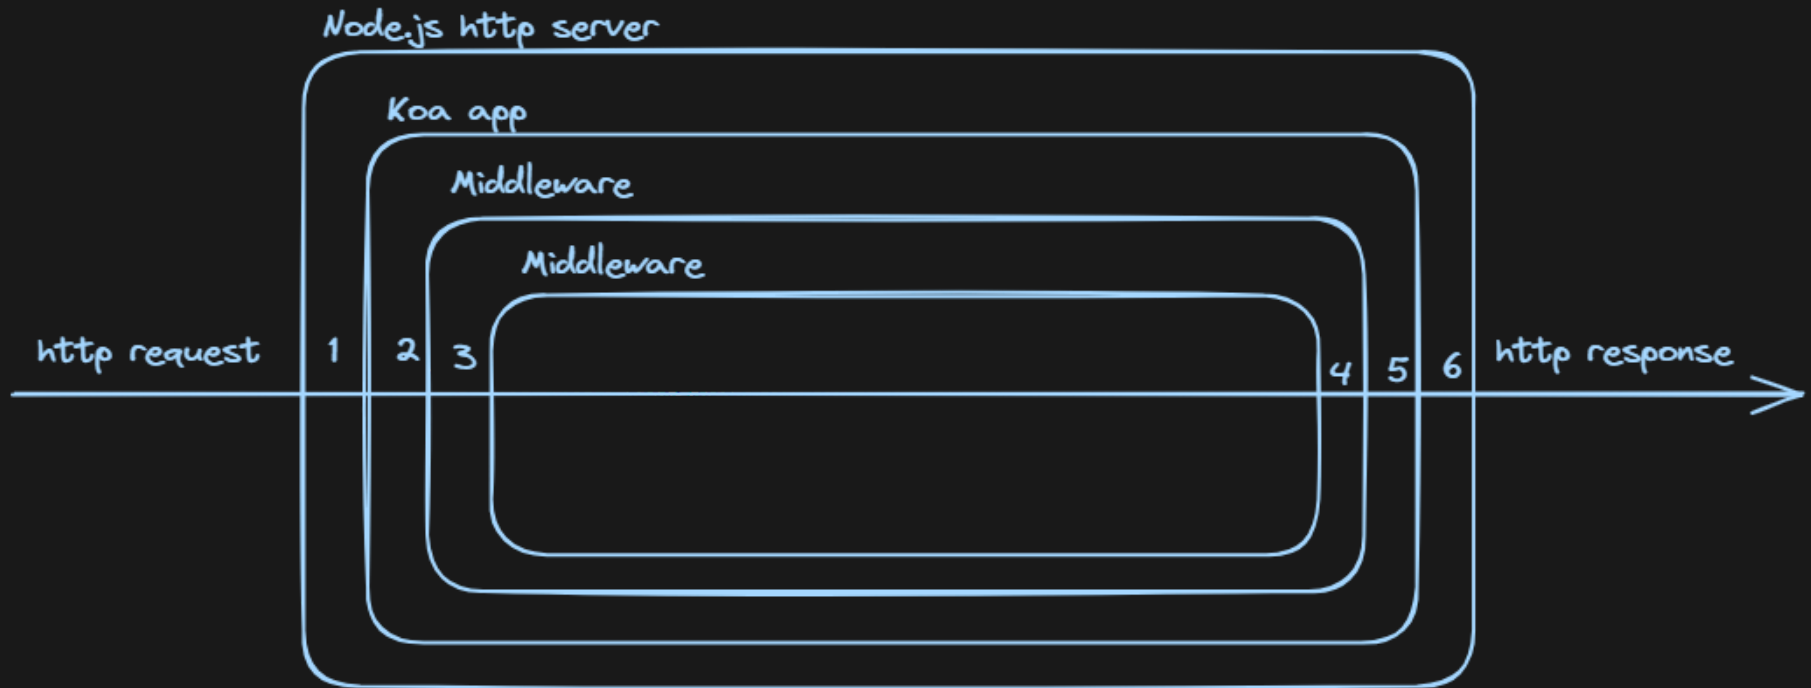 Node.js http server
Koa app
Middleware
Middleware
http request 1 2 3 4 5 6 http response